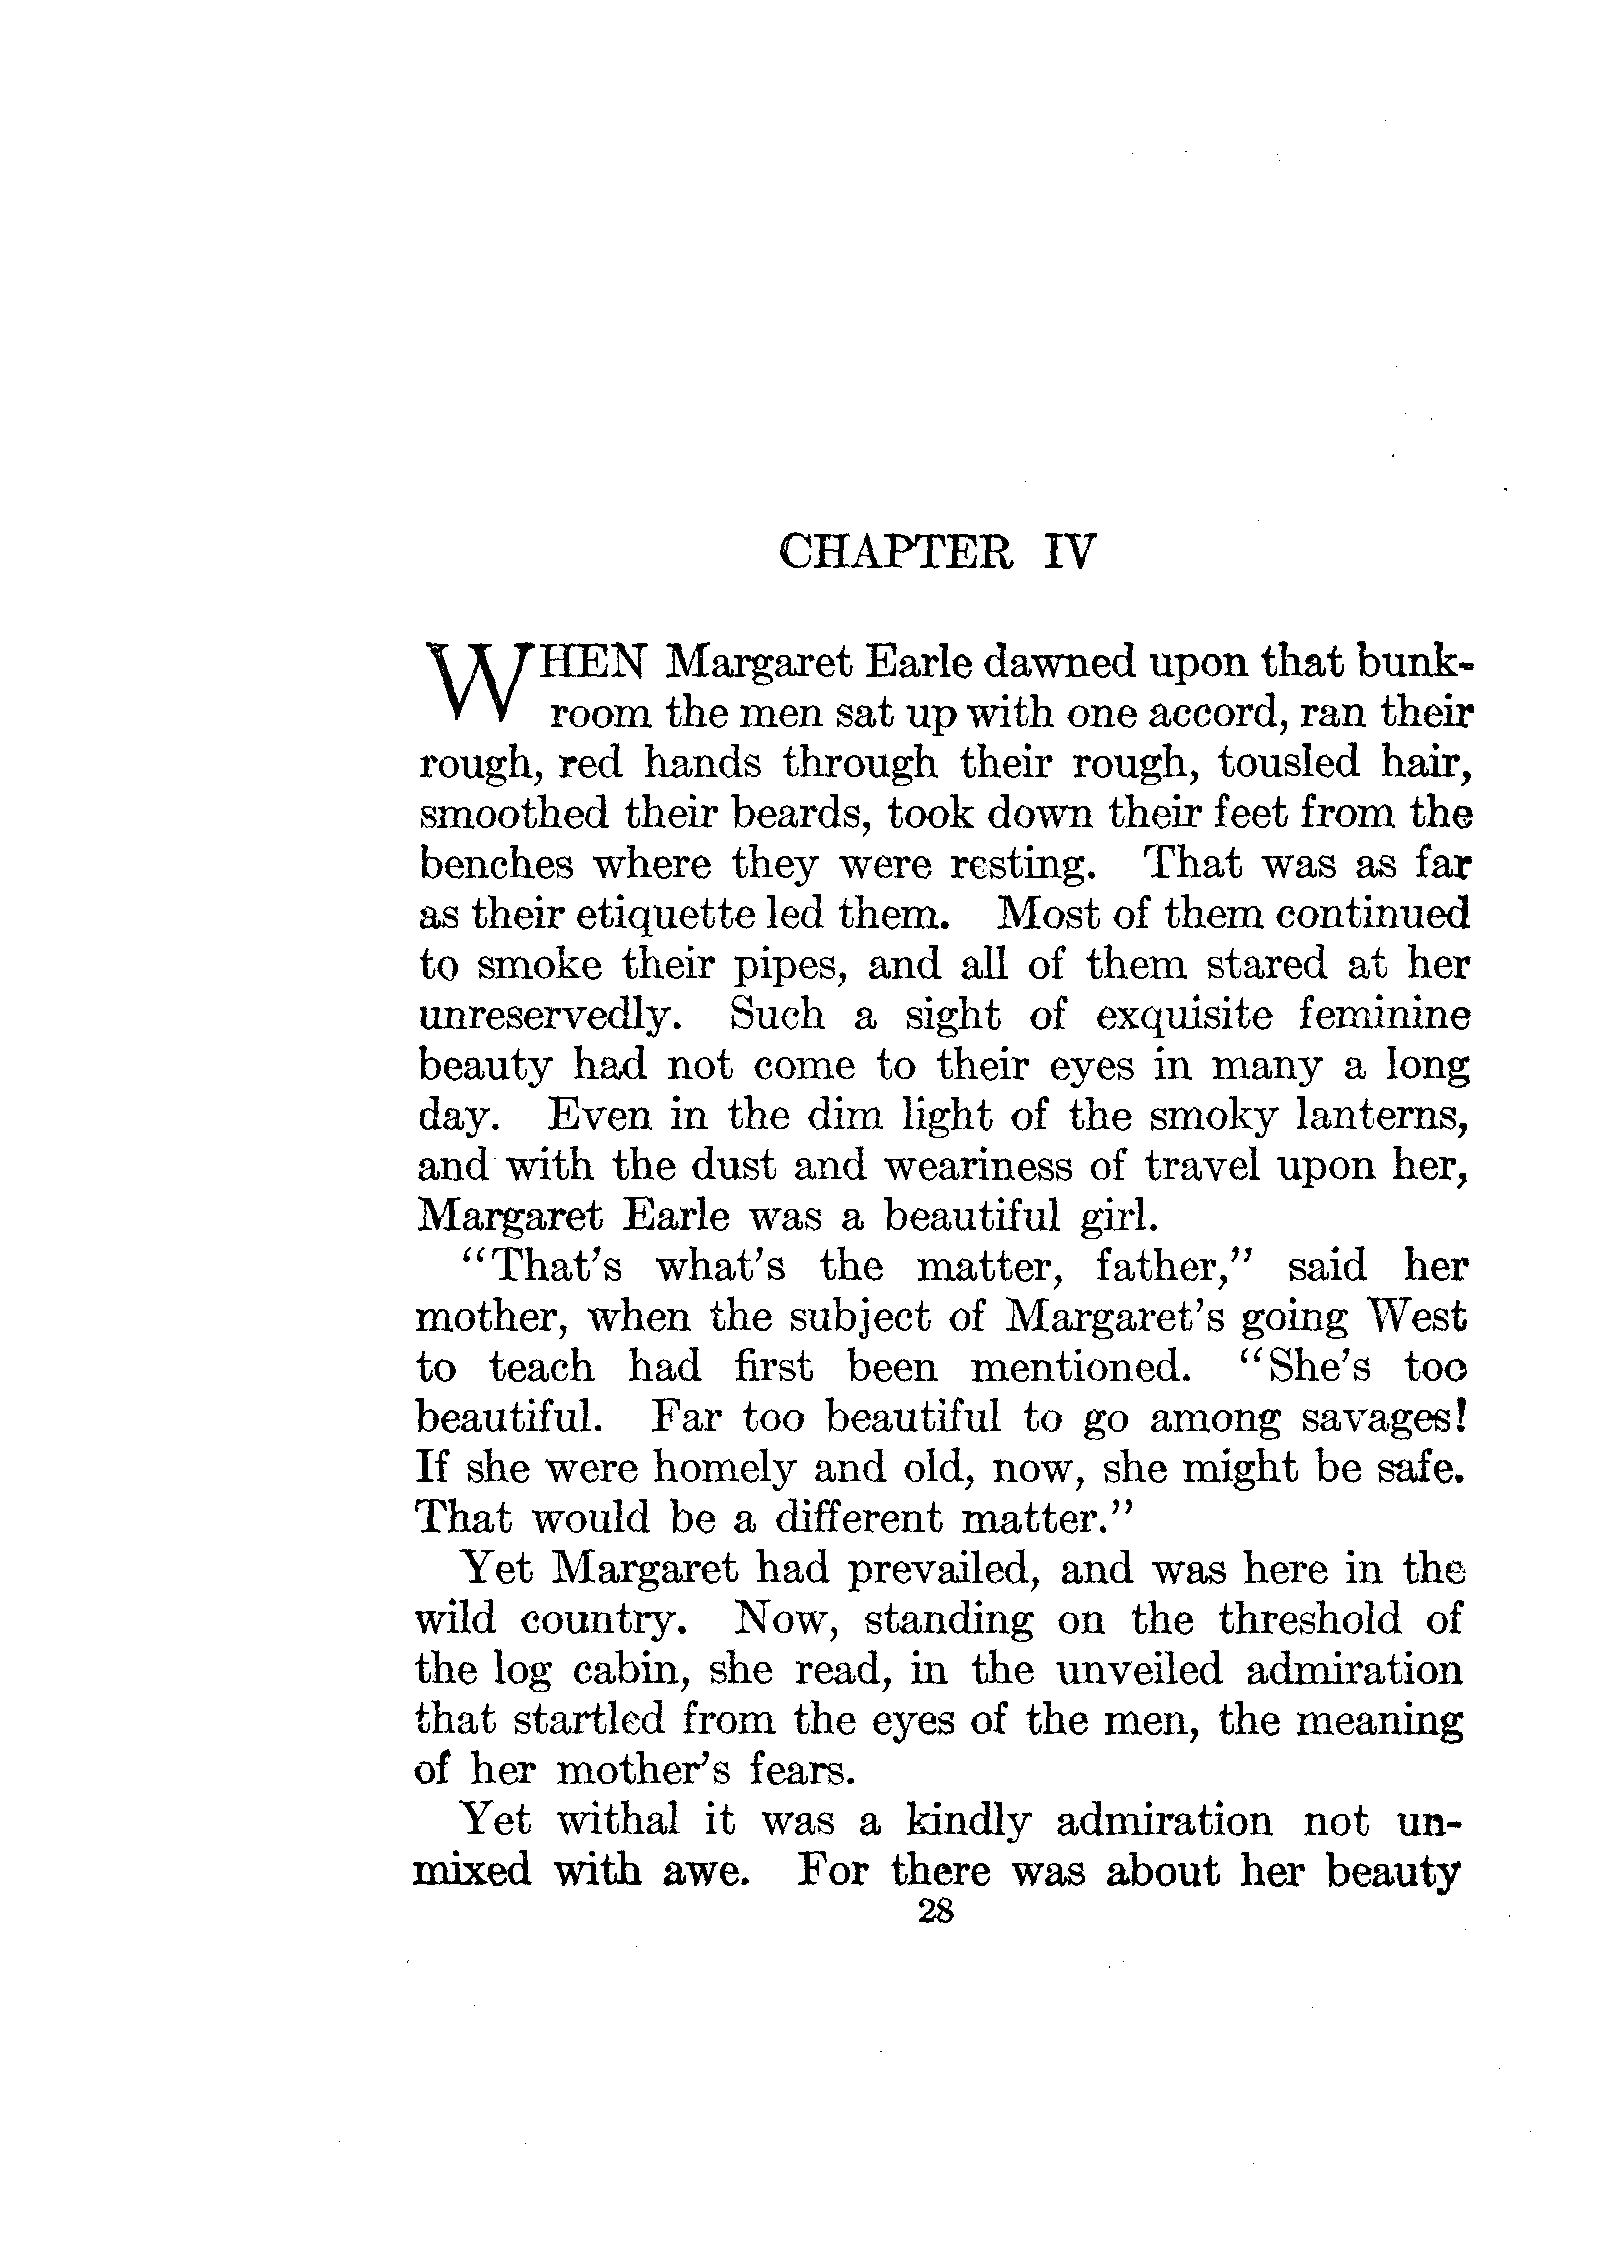 CHAPTER IV
WHEN Margaret Earle dawned upon that bunk-
room the men sat up with one accord, ran their
rough, red hands through their rough, tousled hair,
smoothed their beards, took down their feet from the
benches where they were resting. That was as far
as their etiquette led them. Most of them continued
to smoke their pipes, and all of them stared at her
unreservedly. Such a sight of exquisite feminine
beauty had not come to their eyes in many a long
day. Even in the dim light of the smoky lanterns,
and with the dust and weariness of travel upon her,
Margaret Earle was a beautiful girl.
"That's what's the matter, father," said her
mother, when the subject of Margaret's going West
to teach had first been mentioned. "She's too
beautiful. Far too beautiful to go among savages!
If she were homely and old, now, she might be safe.
That would be a different matter."
Yet Margaret had prevailed, and was here in the
wild country. Now, standing on the threshold of
the log cabin, she read, in the unveiled admiration
that startled from the eyes of the men, the meaning
of her mother's fears.
Yet withal it was a kindly admiration not un-
mixed with awe. For there was about her beauty
28